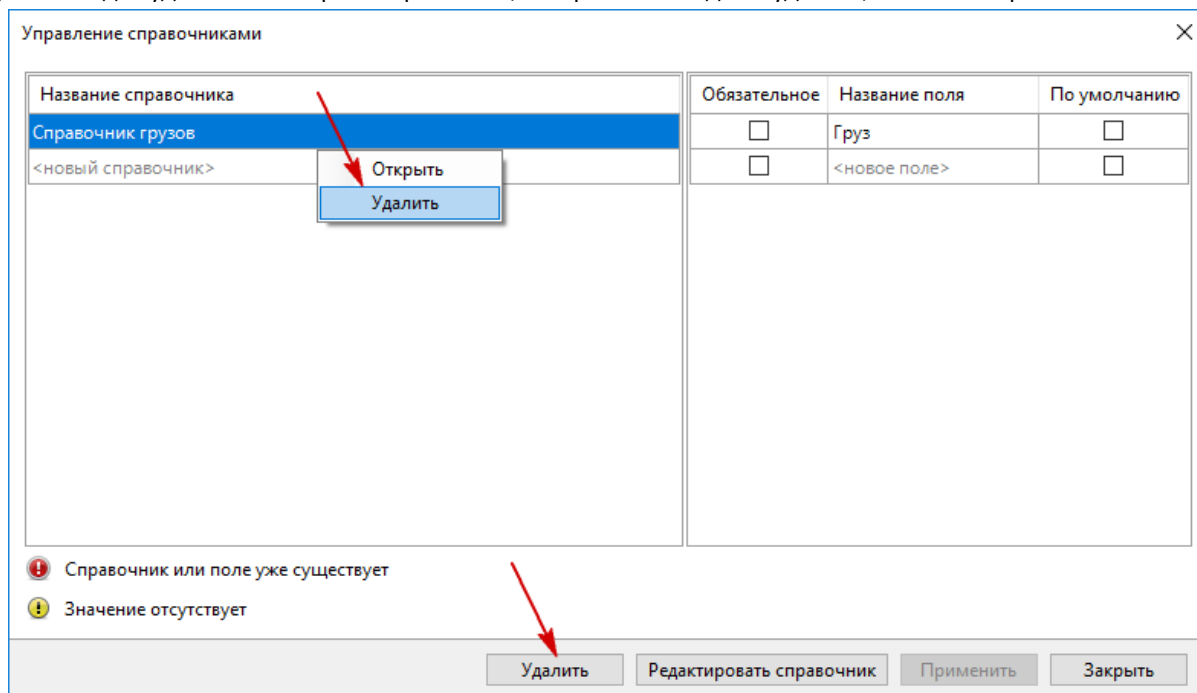 Управление справочниками
Название справочника Обязательное Название поля По умолчанию
Справочник грузов Груз
<новый справочник> <новое поле>
Открыть
Удалить
Справочник или поле уже существует
Значение отсутствует
Удалить Редактировать справочник Применить Закрыть